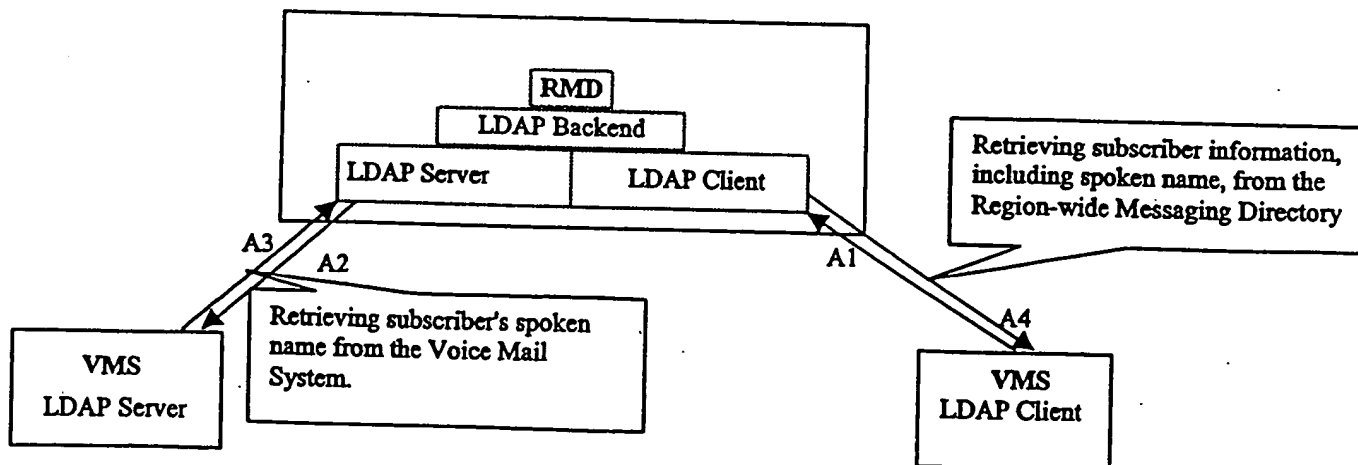 RMD
LDAP Backend
LDAP Server
LDAP Client
Retrieving subscriber information,
including spoken name, from the
Region-wide Messaging Directory
A3
A2
A1
A4
Retrieving subscriber's spoken
name from the Voice Mail
System.
VMS
LDAP Server
VMS
LDAP Client